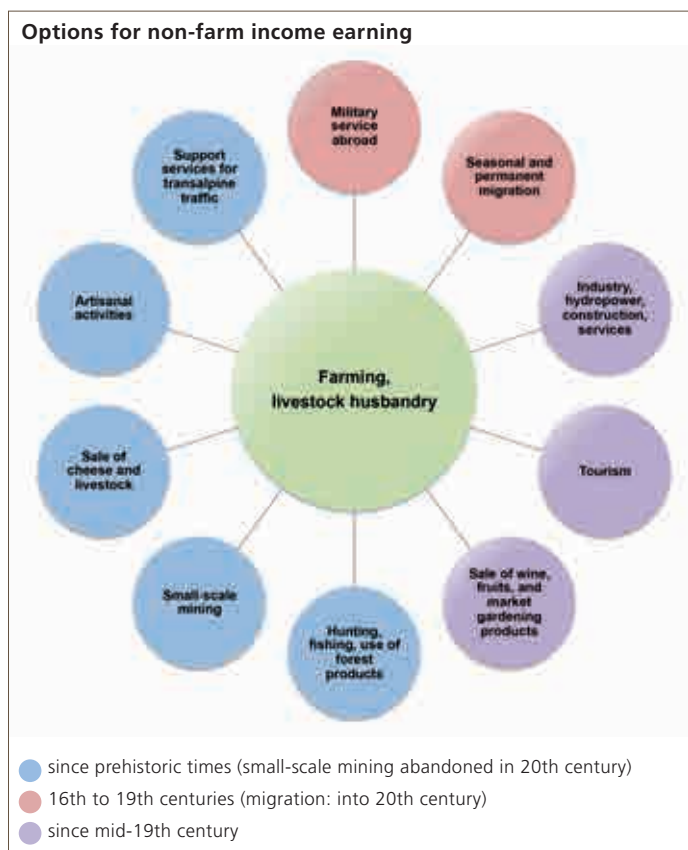 Options for non-farm income earning
Military
service
abroad
Seasonal and
permanent
migration
Industry,
hydropower,
construction,
services
Tourism
Sale of wine,
fruits, and
market
gardening
products
Hunting,
fishing, use of
forest
products
Small-scale
mining
Sale of
cheese and
livestock
Artisanal
activities
Support
services for
transalpine
traffic
Farming,
livestock husbandry
since prehistoric times (small-scale mining abandoned in 20th century)
16th to 19th centuries (migration: into 20th century)
since mid-19th century